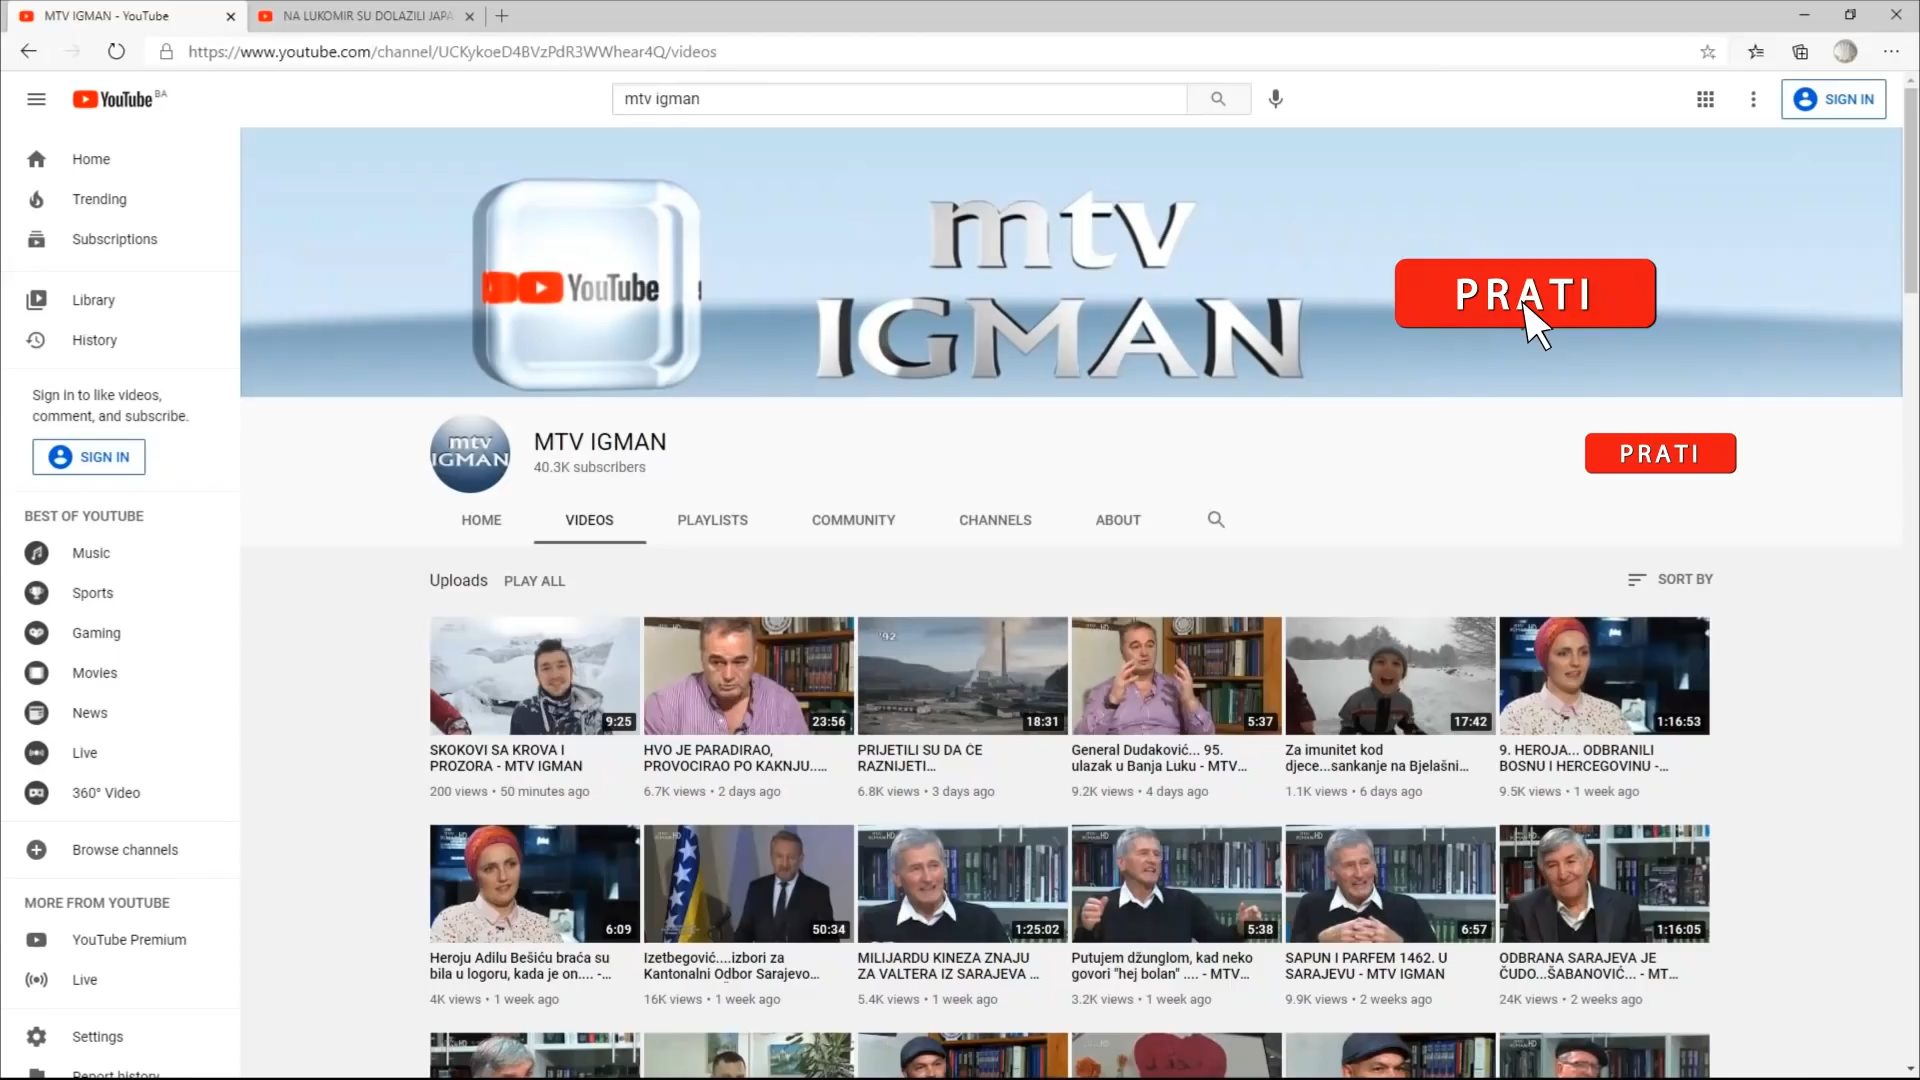 MTV IGMAN - YouTube
NA LUKOMIR SU DOLAZILI JAPA
https://www.youtube.com/channel/UCKykoeD4BVzPdR3WWhear4Q/videos
YouTube BA
mtv igman
SIGN IN
Home
Trending
Subscriptions
Library
History
Sign in to like videos,
comment, and subscribe.
SIGN IN
BEST OF YOUTUBE
Music
Sports
Gaming
Movies
News
Live
360° Video
Browse channels
MORE FROM YOUTUBE
YouTube Premium
Live
Settings
Report history
YouTube
mtv
IGMAN
PRATI
mtv
IGMAN
MTV IGMAN
40.3K subscribers
PRATI
HOME VIDEOS PLAYLISTS COMMUNITY CHANNELS ABOUT
Uploads PLAY ALL
SORT BY
9:25
SKOKOVI SA KROVA I
PROZORA - MTV IGMAN
200 views • 50 minutes ago
23:56
HVO JE PARADIRAO,
PROVOCIRAO PO KAKNJU.....
6.7K views • 2 days ago
'92
18:31
PRIJETILI SU DA ĆE
RAZNIJETI...
6.8K views • 3 days ago
5:37
General Dudaković... 95.
ulazak u Banja Luku - MTV...
9.2K views • 4 days ago
17:42
Za imunitet kod
djece...sankanje na Bjelašni...
1.1K views • 6 days ago
1:16:53
9. HEROJA... ODBRANILI
BOSNU I HERCEGOVINU -...
9.5K views • 1 week ago
6:09
Heroju Adilu Bešiću braća su
bila u logoru, kada je on.... -...
4K views • 1 week ago
50:34
Izetbegović....izbori za
Kantonalni Odbor Sarajevo...
16K views • 1 week ago
1:25:02
MILIJARDU KINEZA ZNAJU
ZA VALTERA IZ SARAJEVA ...
5.4K views • 1 week ago
5:38
Putujem džunglom, kad neko
govori "hej bolan" .... - MTV...
3.2K views • 1 week ago
6:57
SAPUN I PARFEM 1462. U
SARAJEVU - MTV IGMAN
9.9K views • 2 weeks ago
1:16:05
ODBRANA SARAJEVA JE
ČUDO...ŠABANOVIĆ... - MT...
24K views • 2 weeks ago